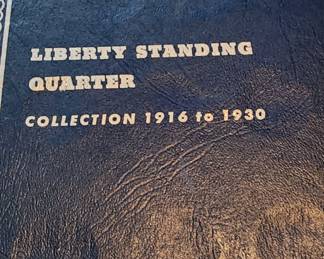 LIBERTY STANDING
QUARTER
COLLECTION 1916 to 1930